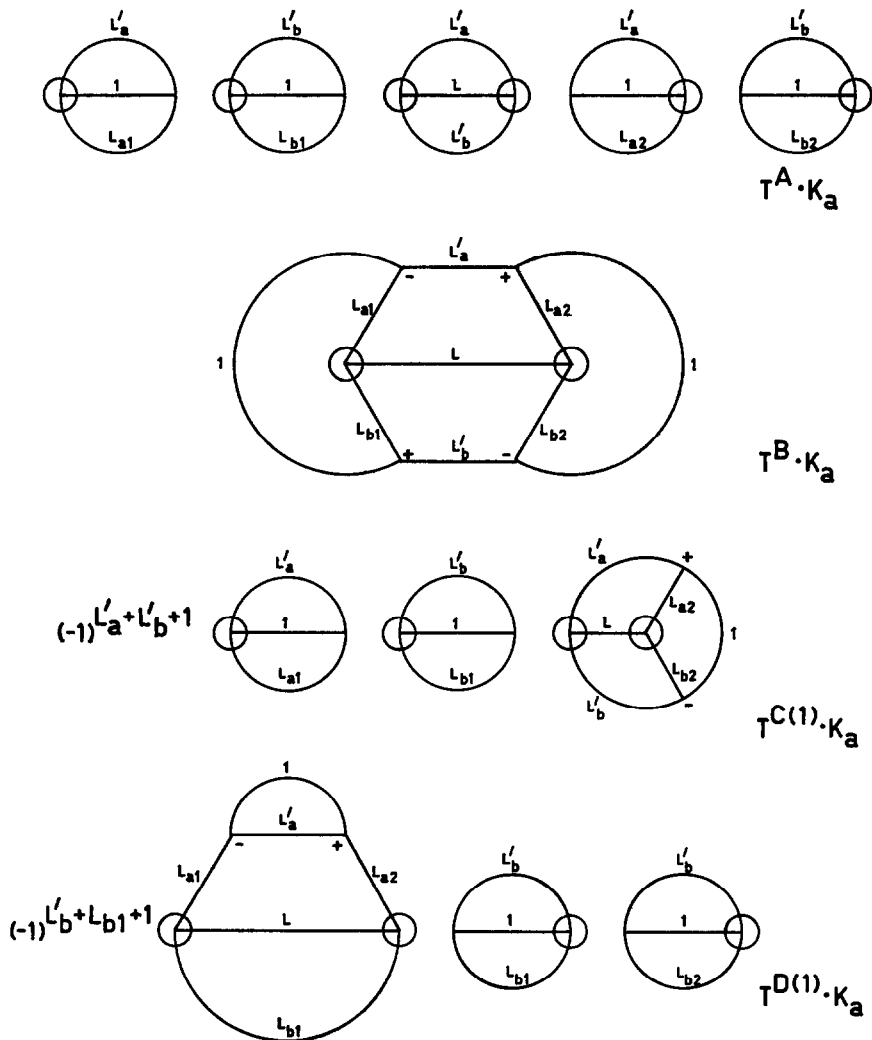 L′a L′b L′a L′a L′b
1 1 L 1 1
La1 Lb1 L′b La2 Lb2
T^A·Ka
L′a
- +
La1 La2
1 L 1
Lb1 Lb2
+ L′b -
T^B·Ka
L′a L′b L′a +
(-1)^L′a+L′b+1 1 1 L La2 1
La1 Lb1 L′b Lb2 -
T^C(1)·Ka
1
L′a
- +
La1 La2 L′b L′b
(-1)^L′b+Lb1+1 L 1 1
Lb1 Lb2
Lb1
T^D(1)·Ka